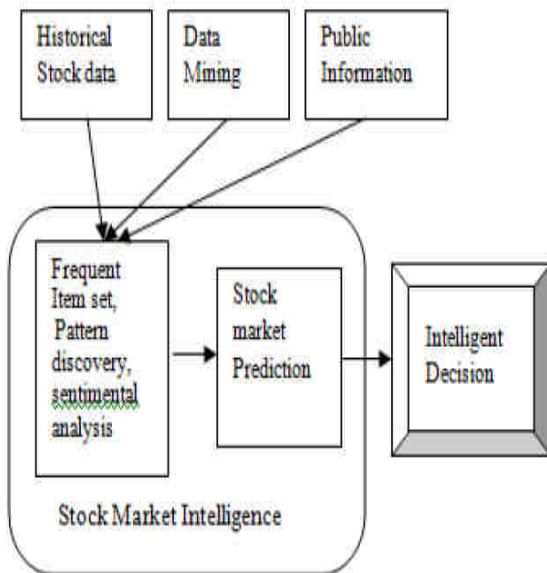 Historical
Stock data
Data
Mining
Public
Information
Frequent
Item set,
Pattern
discovery,
sentimental
analysis
Stock
market
Prediction
Intelligent
Decision
Stock Market Intelligence